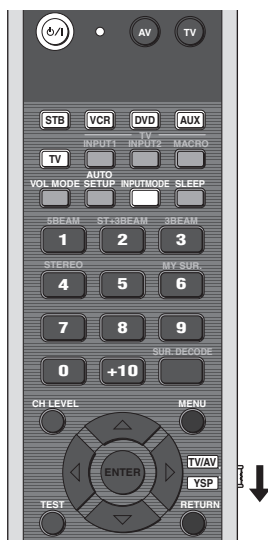 ⏻/I AV TV
STB VCR DVD AUX
TV
INPUT1 INPUT2 MACRO
TV
AUTO
VOL MODE SETUP INPUTMODE SLEEP
5BEAM ST+3BEAM 3BEAM
1 2 3
STEREO MY SUR.
4 5 6
7 8 9
SUR. DECODE
0 +10
CH LEVEL MENU
ENTER
TV/AV
YSP
TEST RETURN